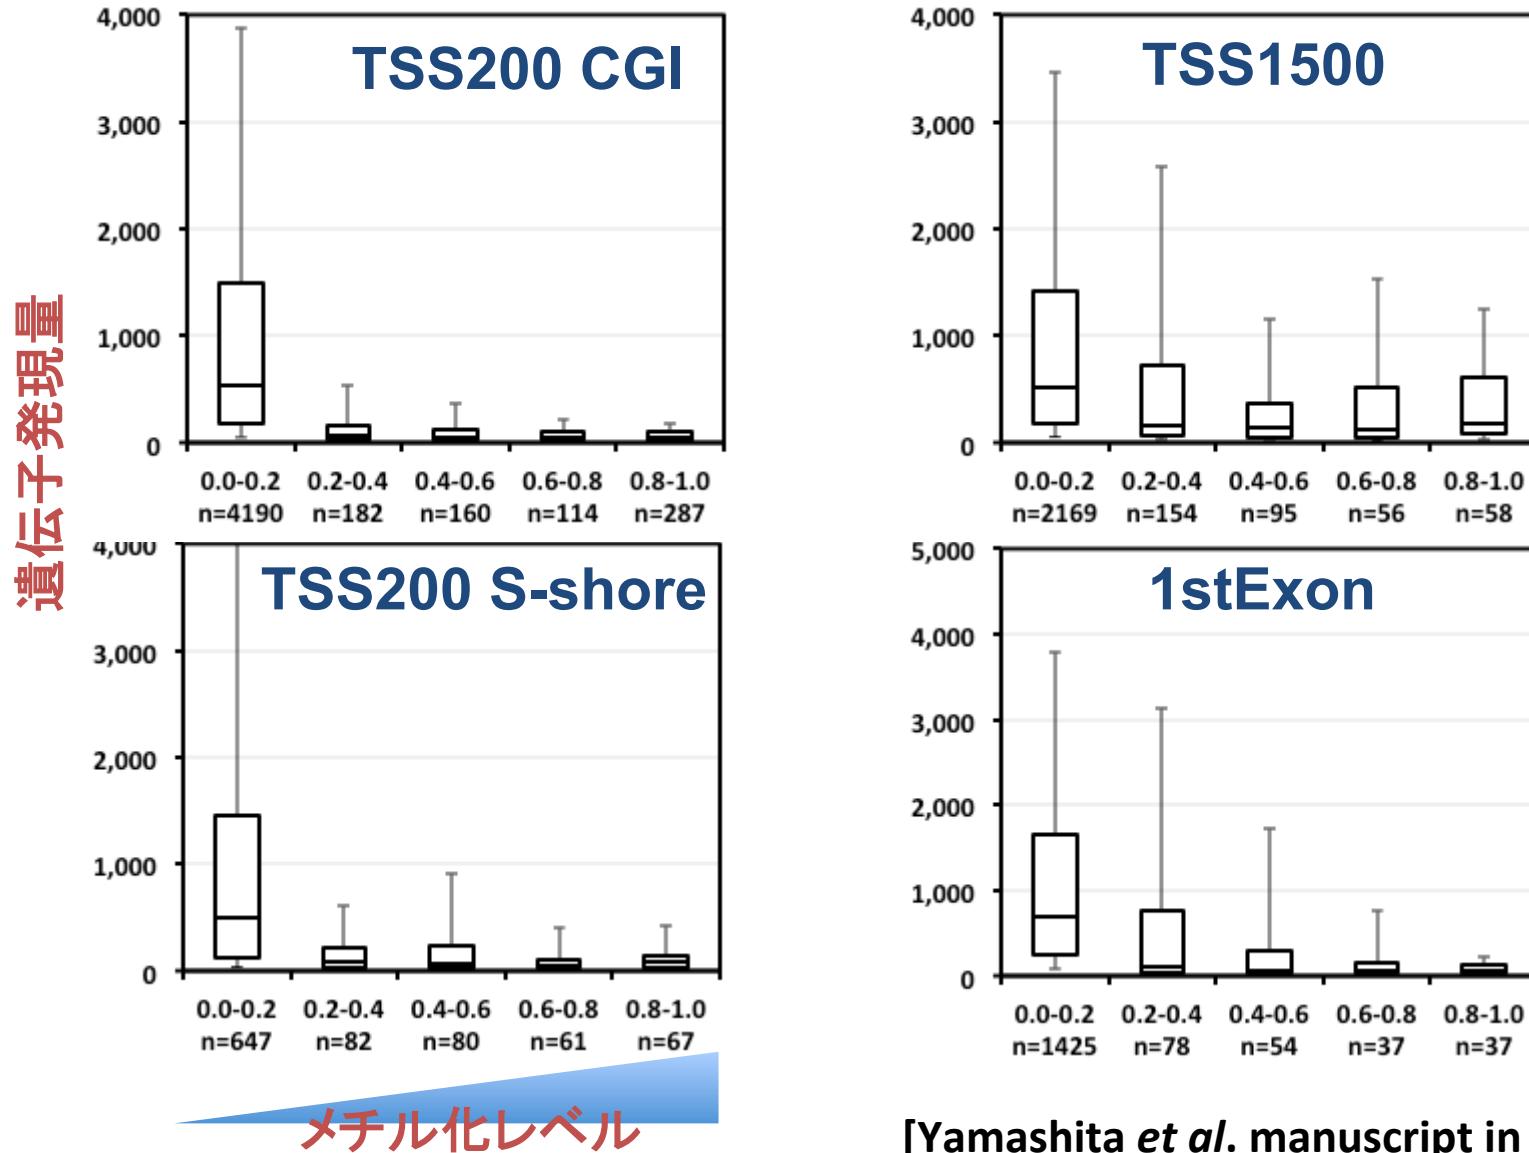 遺伝子発現量
TSS200 CGI
4,000
3,000
2,000
1,000
0
0.0-0.2 0.2-0.4 0.4-0.6 0.6-0.8 0.8-1.0
n=4190 n=182 n=160 n=114 n=287
TSS1500
4,000
3,000
2,000
1,000
0
0.0-0.2 0.2-0.4 0.4-0.6 0.6-0.8 0.8-1.0
n=2169 n=154 n=95 n=56 n=58
TSS200 S-shore
4,000
3,000
2,000
1,000
0
0.0-0.2 0.2-0.4 0.4-0.6 0.6-0.8 0.8-1.0
n=647 n=82 n=80 n=61 n=67
1stExon
5,000
4,000
3,000
2,000
1,000
0
0.0-0.2 0.2-0.4 0.4-0.6 0.6-0.8 0.8-1.0
n=1425 n=78 n=54 n=37 n=37
メチル化レベル
[Yamashita et al. manuscript in